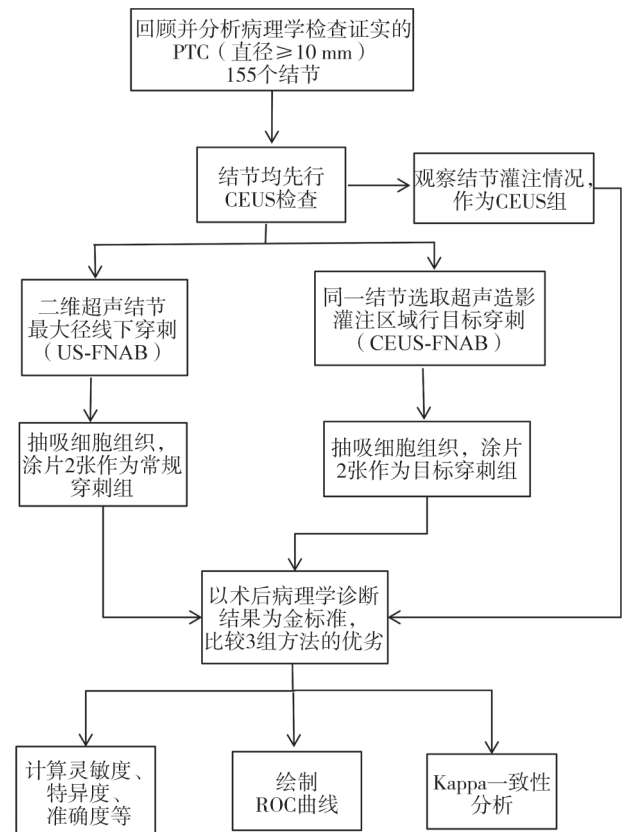 回顾并分析病理学检查证实的
PTC（直径≥10 mm）
155个结节
结节均先行
CEUS检查
观察结节灌注情况，
作为CEUS组
二维超声结节
最大径线下穿刺
（US-FNAB）
同一结节选取超声造影
灌注区域行目标穿刺
（CEUS-FNAB）
抽吸细胞组织，
涂片2张作为常规
穿刺组
抽吸细胞组织，涂片
2张作为目标穿刺组
以术后病理学诊断
结果为金标准，
比较3组方法的优劣
计算灵敏度、
特异度、
准确度等
绘制
ROC曲线
Kappa一致性
分析